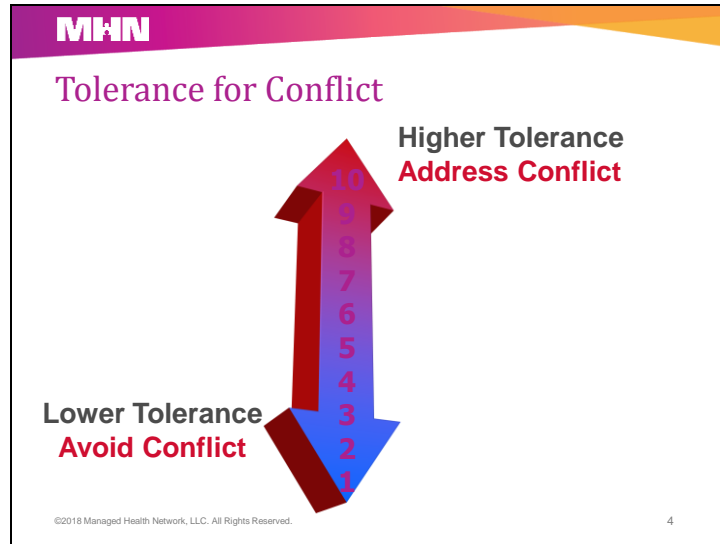 MHN
Tolerance for Conflict
Higher Tolerance
Address Conflict
10
9
8
7
6
5
4
3
2
1
Lower Tolerance
Avoid Conflict
©2018 Managed Health Network, LLC. All Rights Reserved.
4